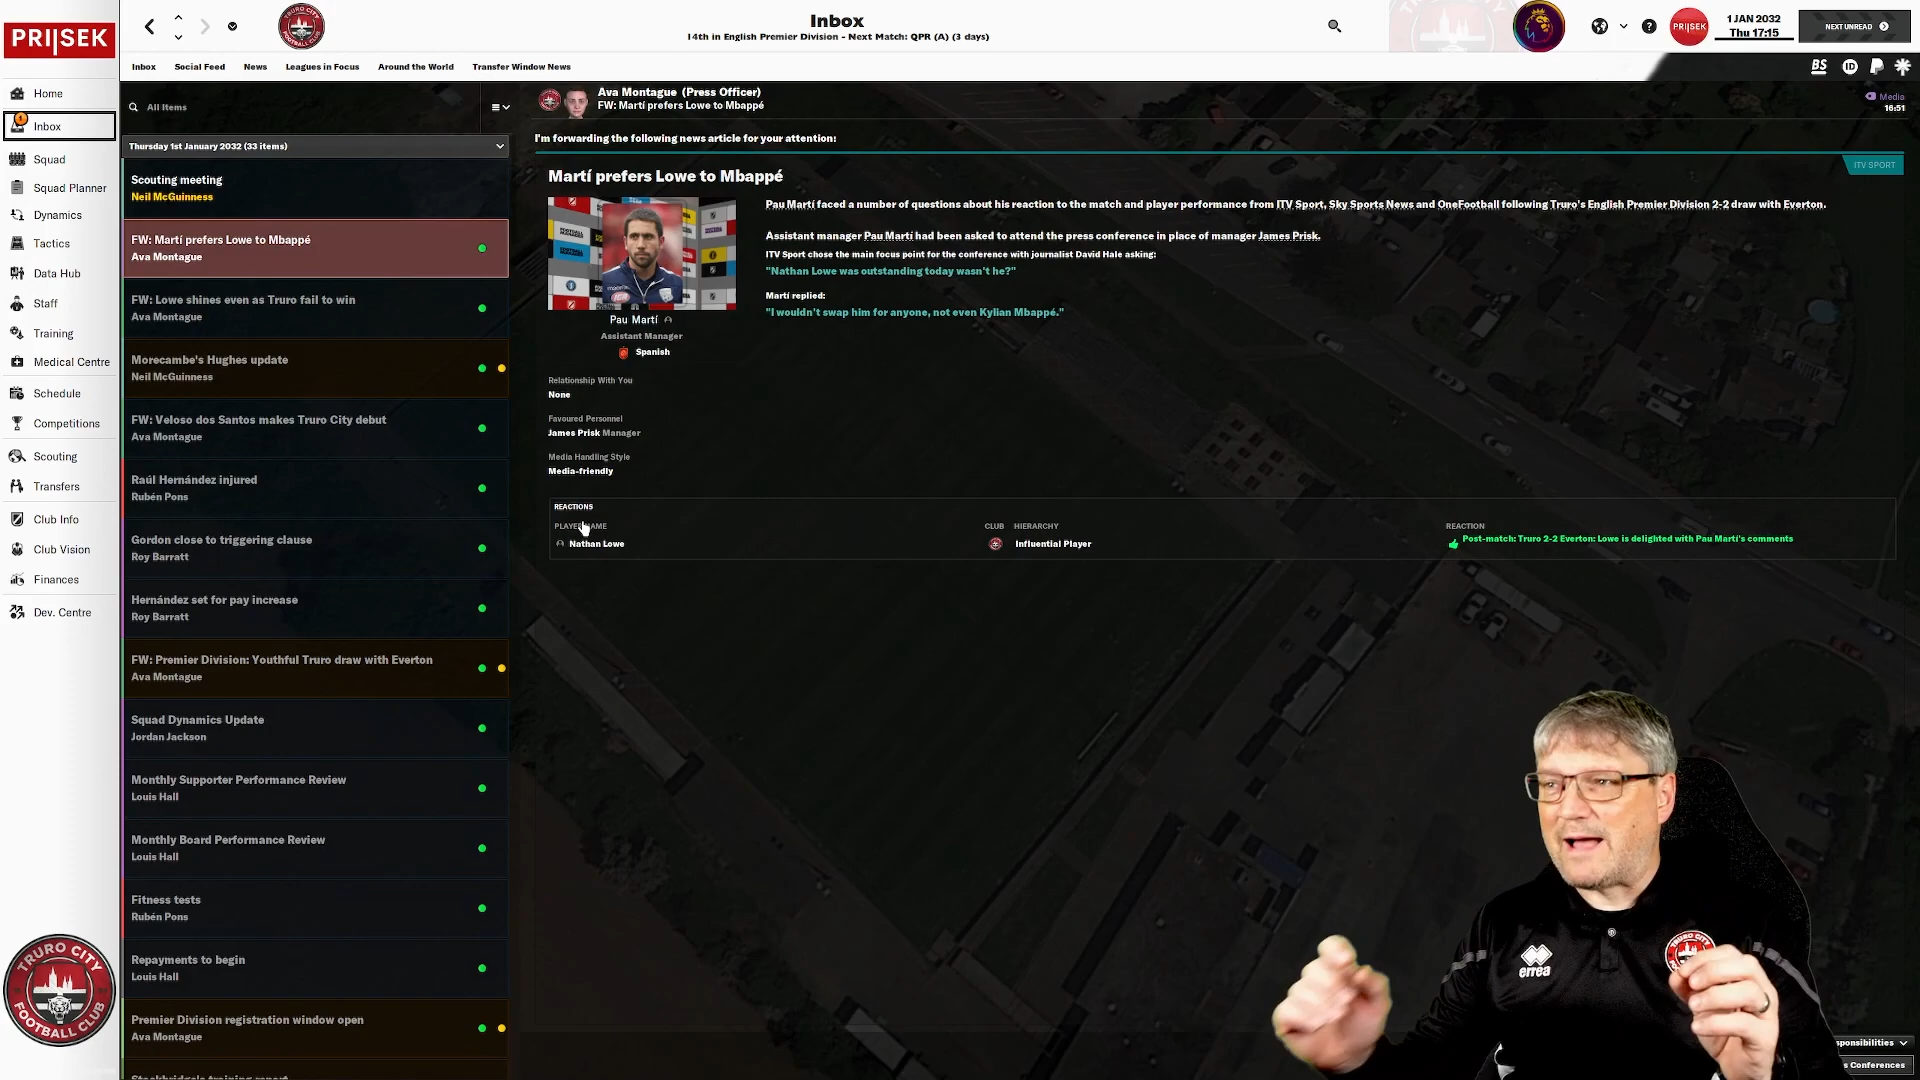 PRIJSEK
Inbox
14th in English Premier Division - Next Match: QPR (A) (3 days)
PRIJSEK
1 JAN 2032
Thu 17:15
NEXT UNREAD
Inbox
Social Feed
News
Leagues in Focus
Around the World
Transfer Window News
BS
ID
Home
Inbox
Squad
Squad Planner
Dynamics
Tactics
Data Hub
Staff
Training
Medical Centre
Schedule
Competitions
Scouting
Transfers
Club Info
Club Vision
Finances
Dev. Centre
TRURO CITY
FOOTBALL CLUB
All Items
Thursday 1st January 2032 (33 items)
Scouting meeting
Neil McGuinness
FW: Martí prefers Lowe to Mbappé
Ava Montague
FW: Lowe shines even as Truro fail to win
Ava Montague
Morecambe's Hughes update
Neil McGuinness
FW: Veloso dos Santos makes Truro City debut
Ava Montague
Raúl Hernández injured
Rubén Pons
Gordon close to triggering clause
Roy Barratt
Hernández set for pay increase
Roy Barratt
FW: Premier Division: Youthful Truro draw with Everton
Ava Montague
Squad Dynamics Update
Jordan Jackson
Monthly Supporter Performance Review
Louis Hall
Monthly Board Performance Review
Louis Hall
Fitness tests
Rubén Pons
Repayments to begin
Louis Hall
Premier Division registration window open
Ava Montague
Ava Montague (Press Officer)
FW: Martí prefers Lowe to Mbappé
Media
16:51
I'm forwarding the following news article for your attention:
ITV SPORT
Martí prefers Lowe to Mbappé
Pau Martí faced a number of questions about his reaction to the match and player performance from ITV Sport, Sky Sports News and OneFootball following Truro's English Premier Division 2-2 draw with Everton.
Assistant manager Pau Martí had been asked to attend the press conference in place of manager James Prisk.
ITV Sport chose the main focus point for the conference with journalist David Hale asking:
"Nathan Lowe was outstanding today wasn't he?"
Martí replied:
"I wouldn't swap him for anyone, not even Kylian Mbappé."
Pau Martí
Assistant Manager
Spanish
Relationship With You
None
Favoured Personnel
James Prisk Manager
Media Handling Style
Media-friendly
REACTIONS
CLUB
HIERARCHY
REACTION
Nathan Lowe
Influential Player
Post-match: Truro 2-2 Everton: Lowe is delighted with Pau Martí's comments
errea
TRURO CITY
Conferences